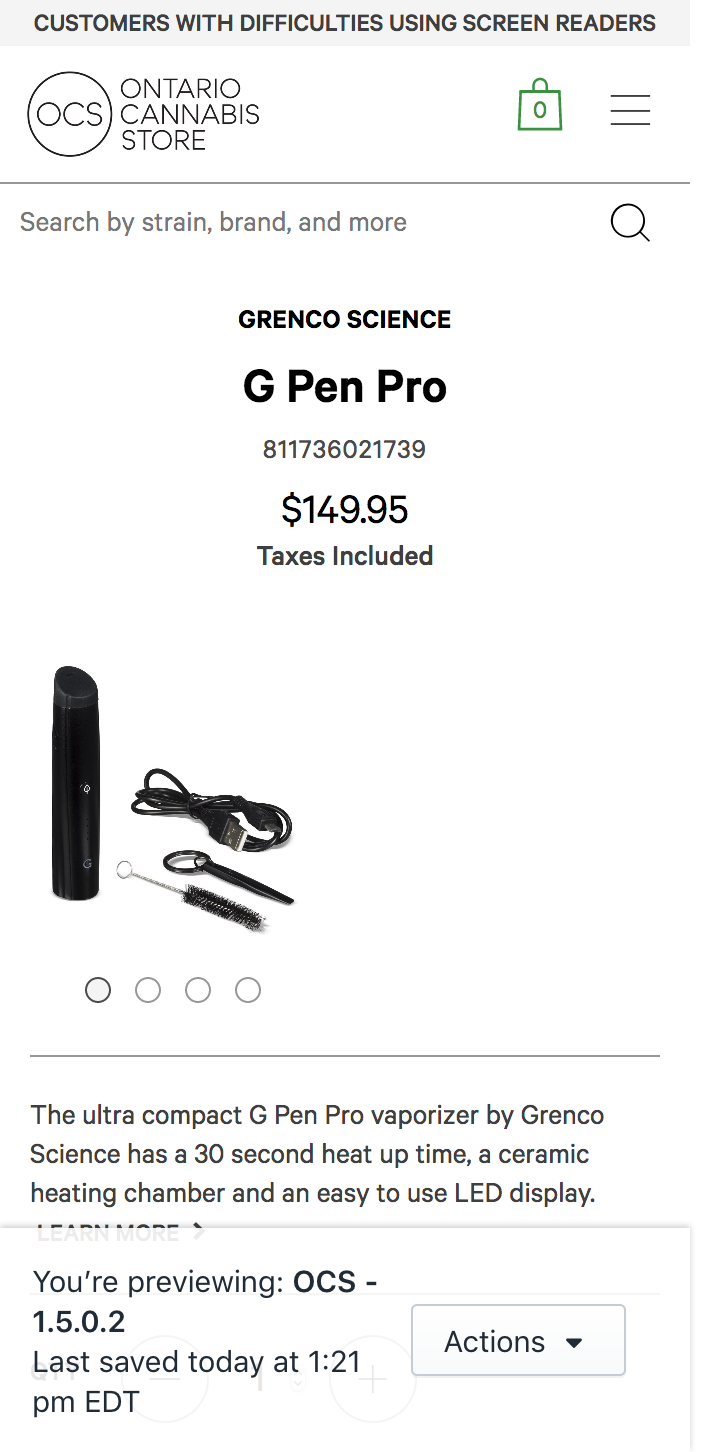 CUSTOMERS WITH DIFFICULTIES USING SCREEN READERS
OCS
ONTARIO
CANNABIS
STORE
0
Search by strain, brand, and more
GRENCO SCIENCE
G Pen Pro
811736021739
$149.95
Taxes Included
G
The ultra compact G Pen Pro vaporizer by Grenco
Science has a 30 second heat up time, a ceramic
heating chamber and an easy to use LED display.
LEARN MORE
You’re previewing: OCS -
1.5.0.2
Last saved today at 1:21
pm EDT
Actions
QTY
1